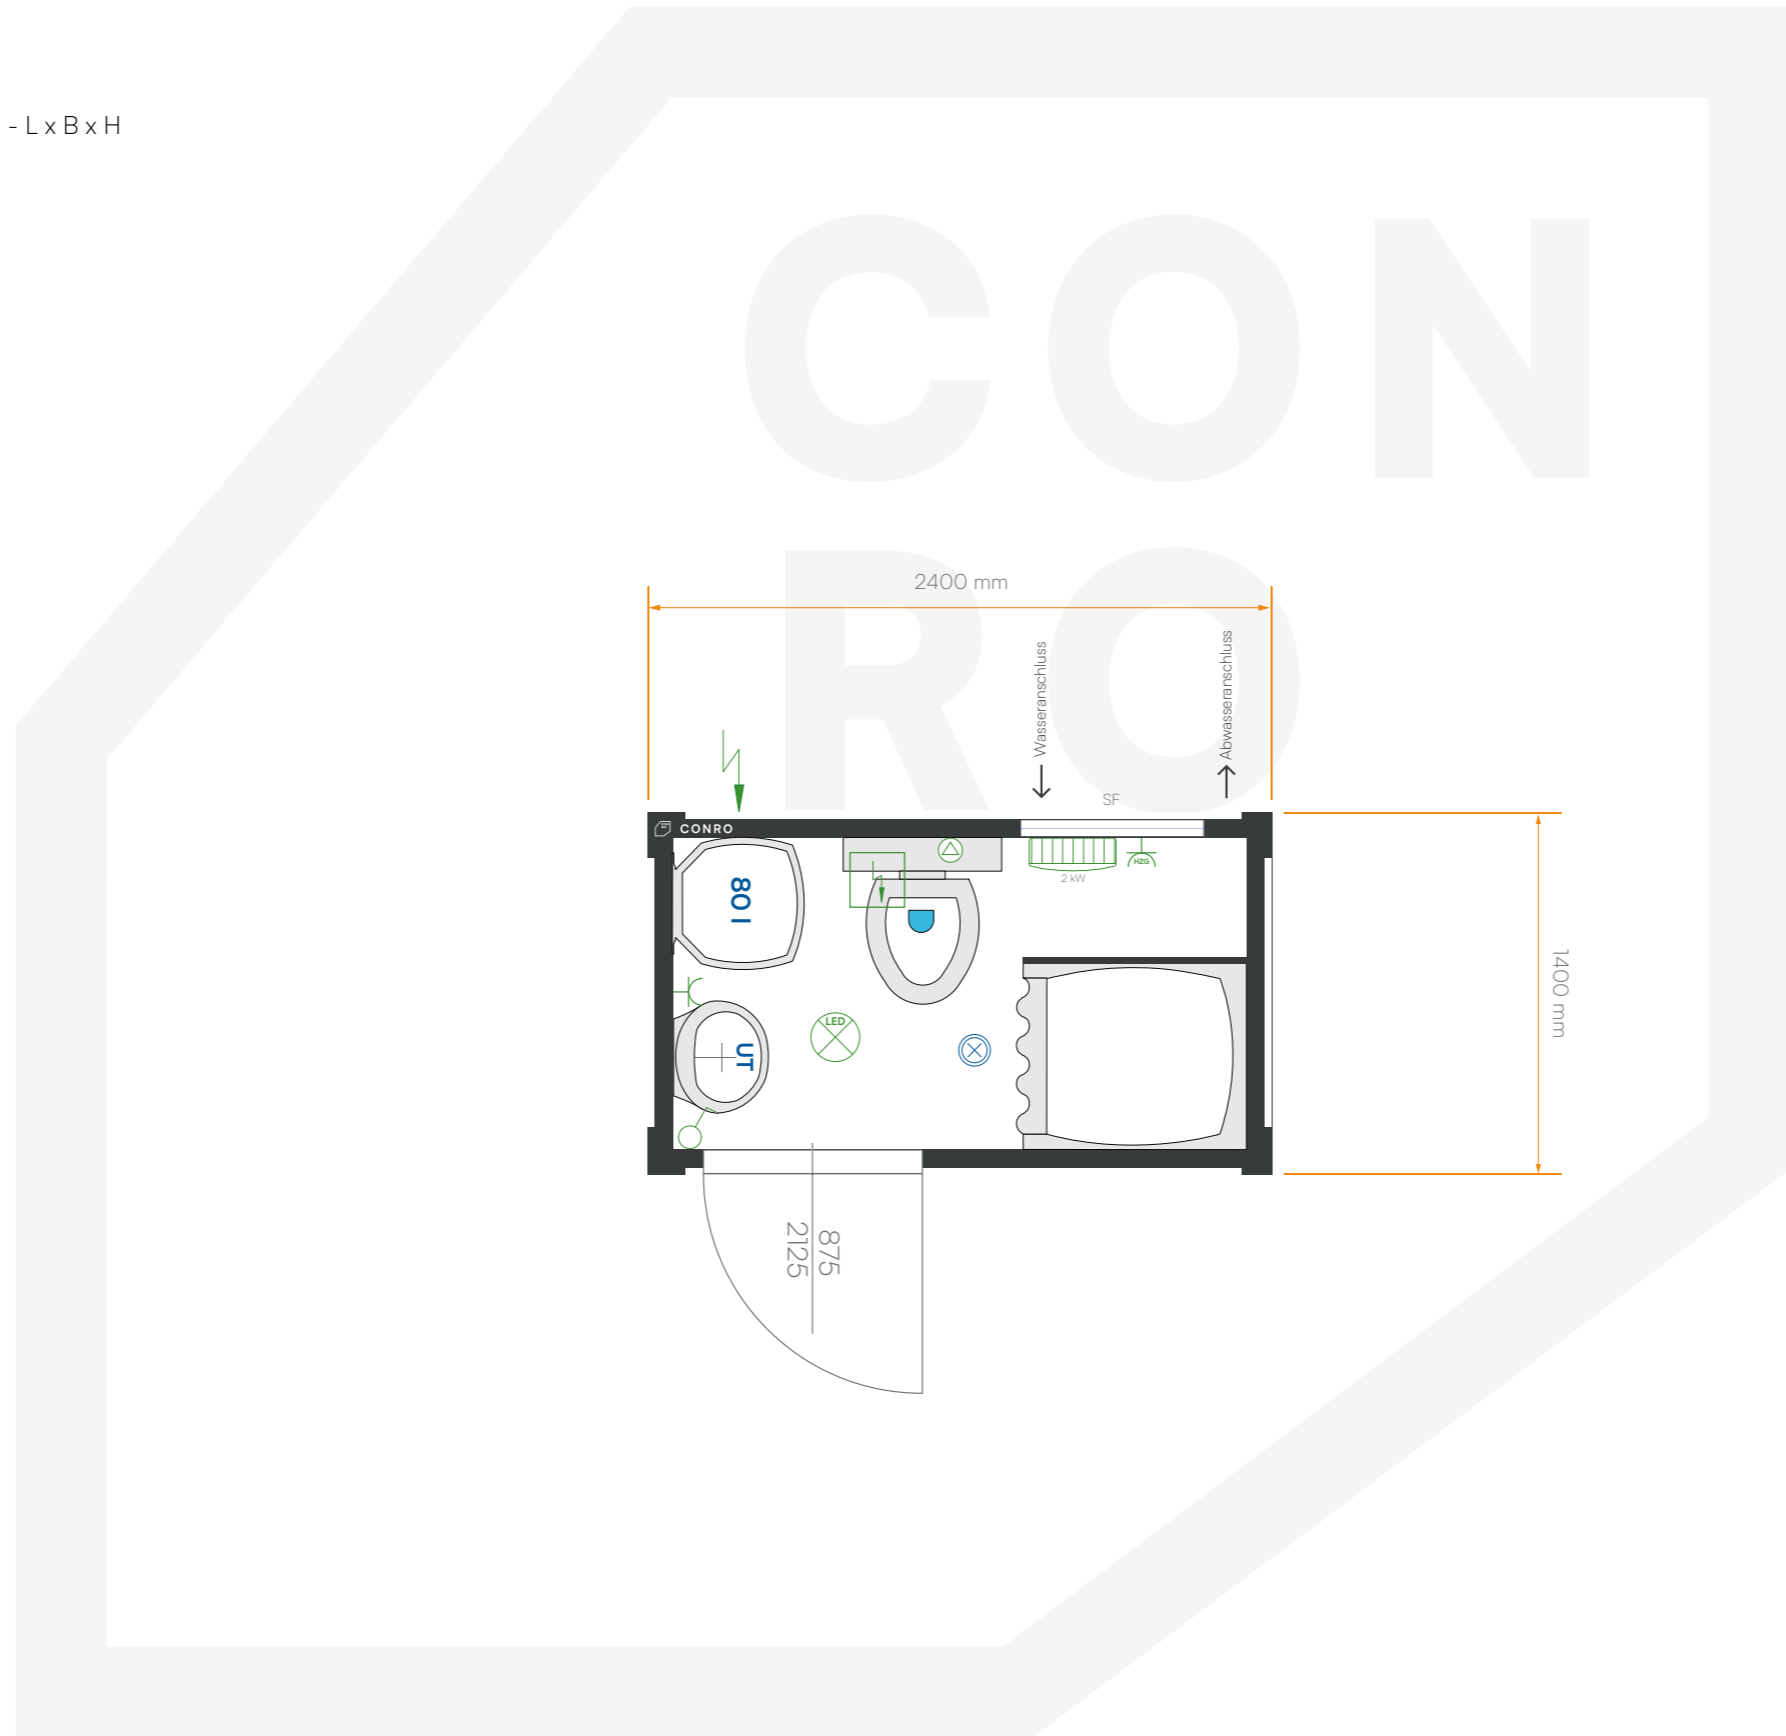 - L x B x H
CON
RO
2400 mm
Wasseranschluss
Abwasseranschluss
SF
CONRO
80 l
HZG
2 kW
1400 mm
LED
UT
875
2125